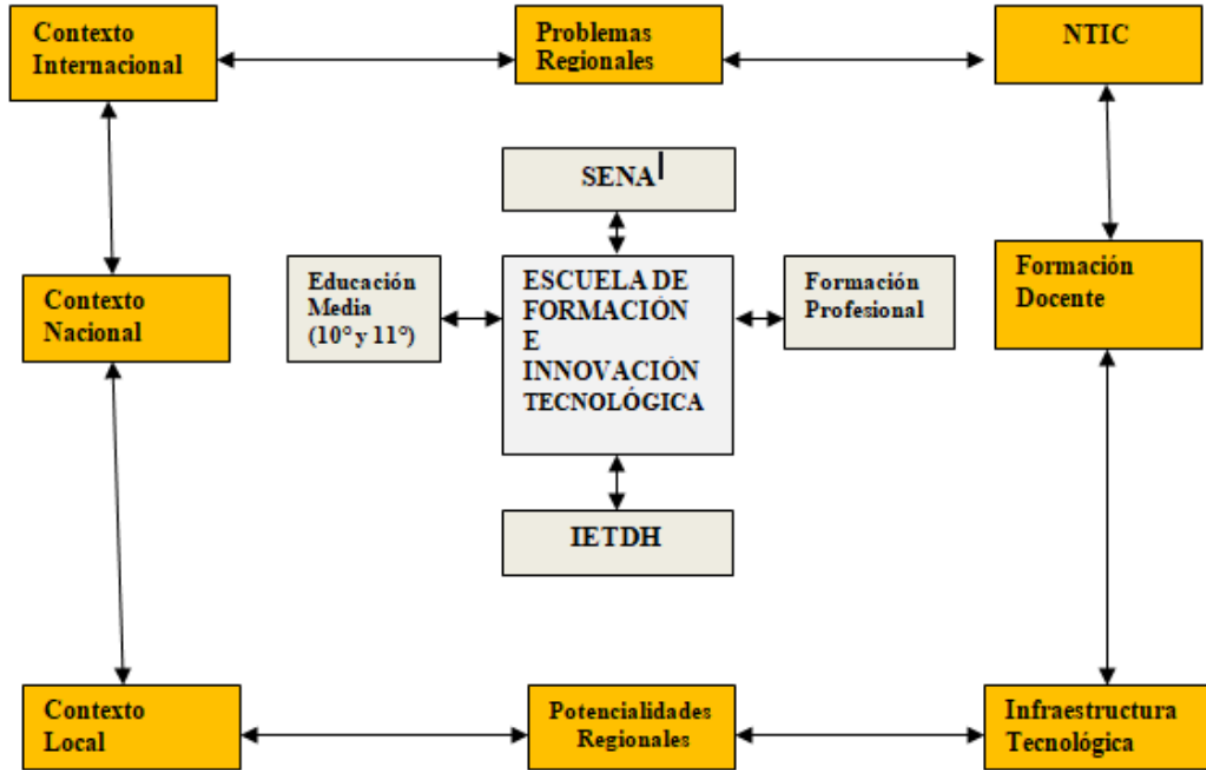 Contexto
Internacional
Problemas
Regionales
NTIC
SENA
Educación
Media
(10° y 11°)
ESCUELA DE
FORMACIÓN
E
INNOVACIÓN
TECNOLÓGICA
Formación
Profesional
Contexto
Nacional
Formación
Docente
IETDH
Contexto
Local
Potencialidades
Regionales
Infraestructura
Tecnológica